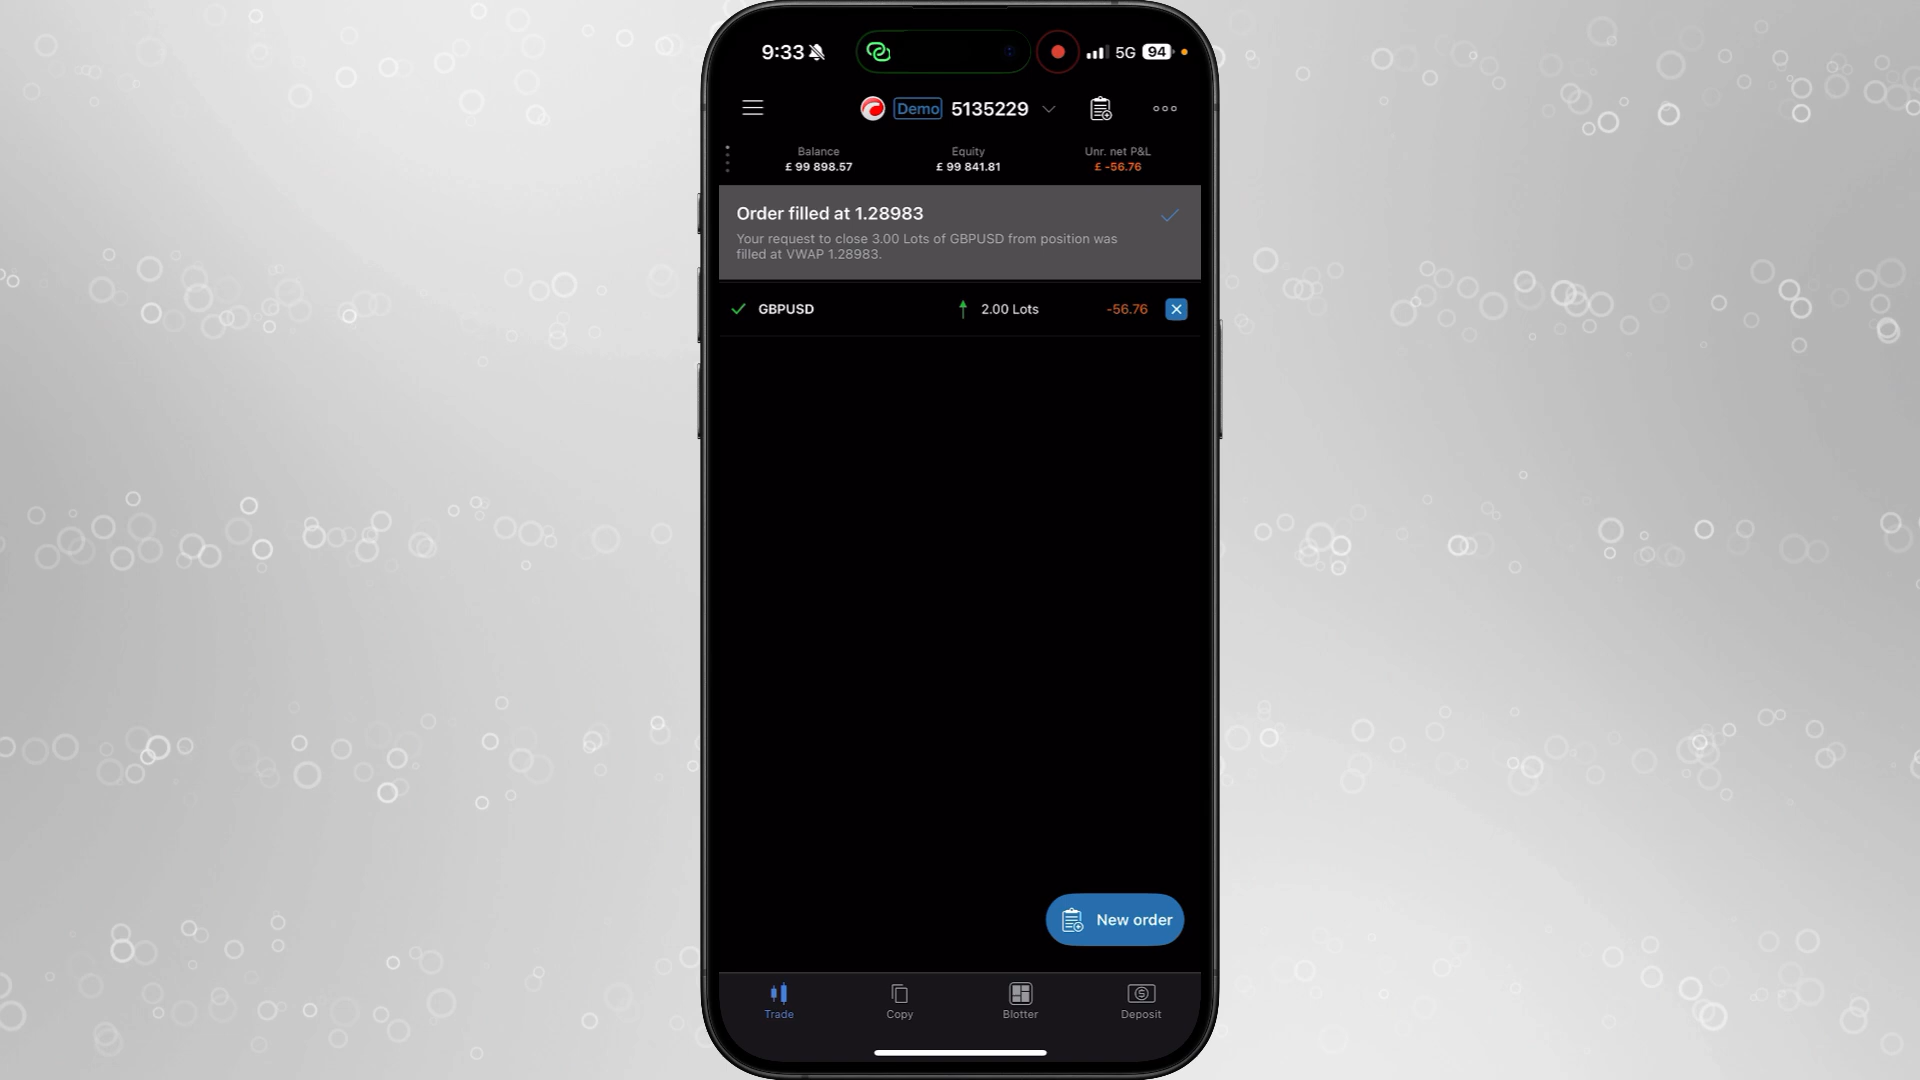 9:33
5G 94
Demo 5135229
Balance Equity Unr. net P&L
£ 99 898.57 £ 99 841.81 £ -56.76
Order filled at 1.28983
Your request to close 3.00 Lots of GBPUSD from position was
filled at VWAP 1.28983.
GBPUSD 2.00 Lots -56.76
New order
Trade Copy Blotter Deposit